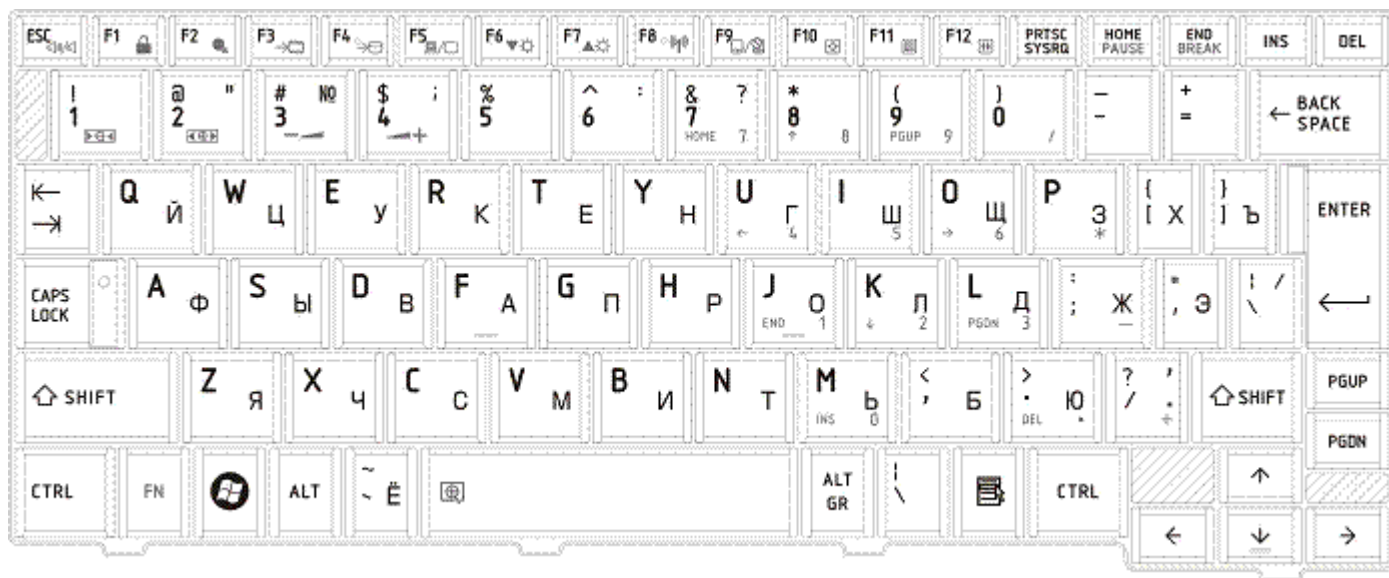 ESC F1 F2 F3 F4 F5 F6 F7 F8 F9 F10 F11 F12 PRTSC HOME END INS DEL
SYSRQ PAUSE BREAK
! @ " # № $ ; % ^ : & ? * ( ) _ +
1 2 3 4 5 6 7 8 9 0 - = ← BACK
SPACE
HOME 7 ↑ 8 PGUP 9 /
Q Й W Ц E У R К T Е Y Н U Г I Ш O Щ P З { [ Х } ] Ъ ENTER
← 4 5 → 6 *
CAPS
LOCK
A Ф S Ы D В F А G П H Р J О K Л L Д : ; Ж " ' Э | \ /
END 1 ↓ 2 PGDN 3 −
SHIFT Z Я X Ч C С V М B И N Т M Ь < , Б > . Ю ? / , . SHIFT PGUP
INS 0 DEL . ÷
PGDN
CTRL FN ALT ~ ` Ё ALT
GR
| \ CTRL ↑
← ↓ →